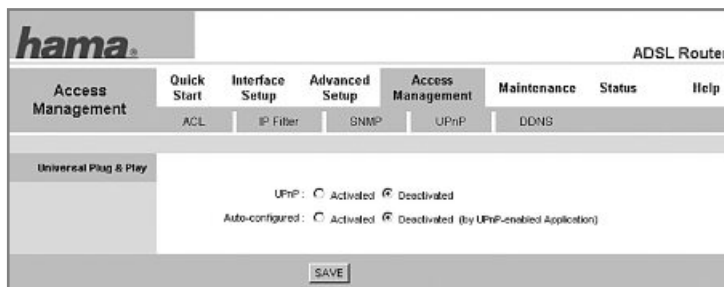 hama®
ADSL Router
Access Management
Quick Start
Interface Setup
Advanced Setup
Access Management
Maintenance
Status
Help
ACL
IP Filter
SNMP
UPnP
DDNS
Universal Plug & Play
UPnP : Activated Deactivated
Auto-configured : Activated Deactivated (by UPnP-enabled Application)
SAVE